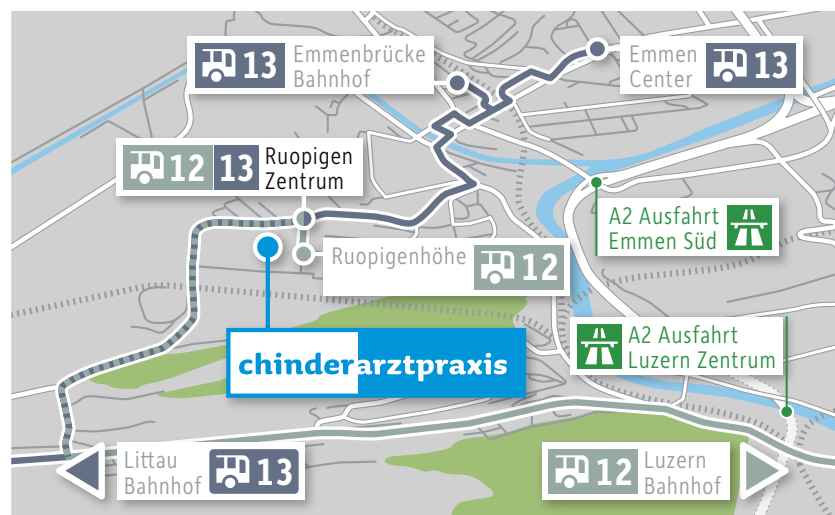 13 Emmenbrücke
Bahnhof
Emmen
Center 13
12 13 Ruopigen
Zentrum
A2 Ausfahrt
Emmen Süd
Ruopigenhöhe 12
A2 Ausfahrt
Luzern Zentrum
chinderarztpraxis
Littau
Bahnhof 13
12 Luzern
Bahnhof